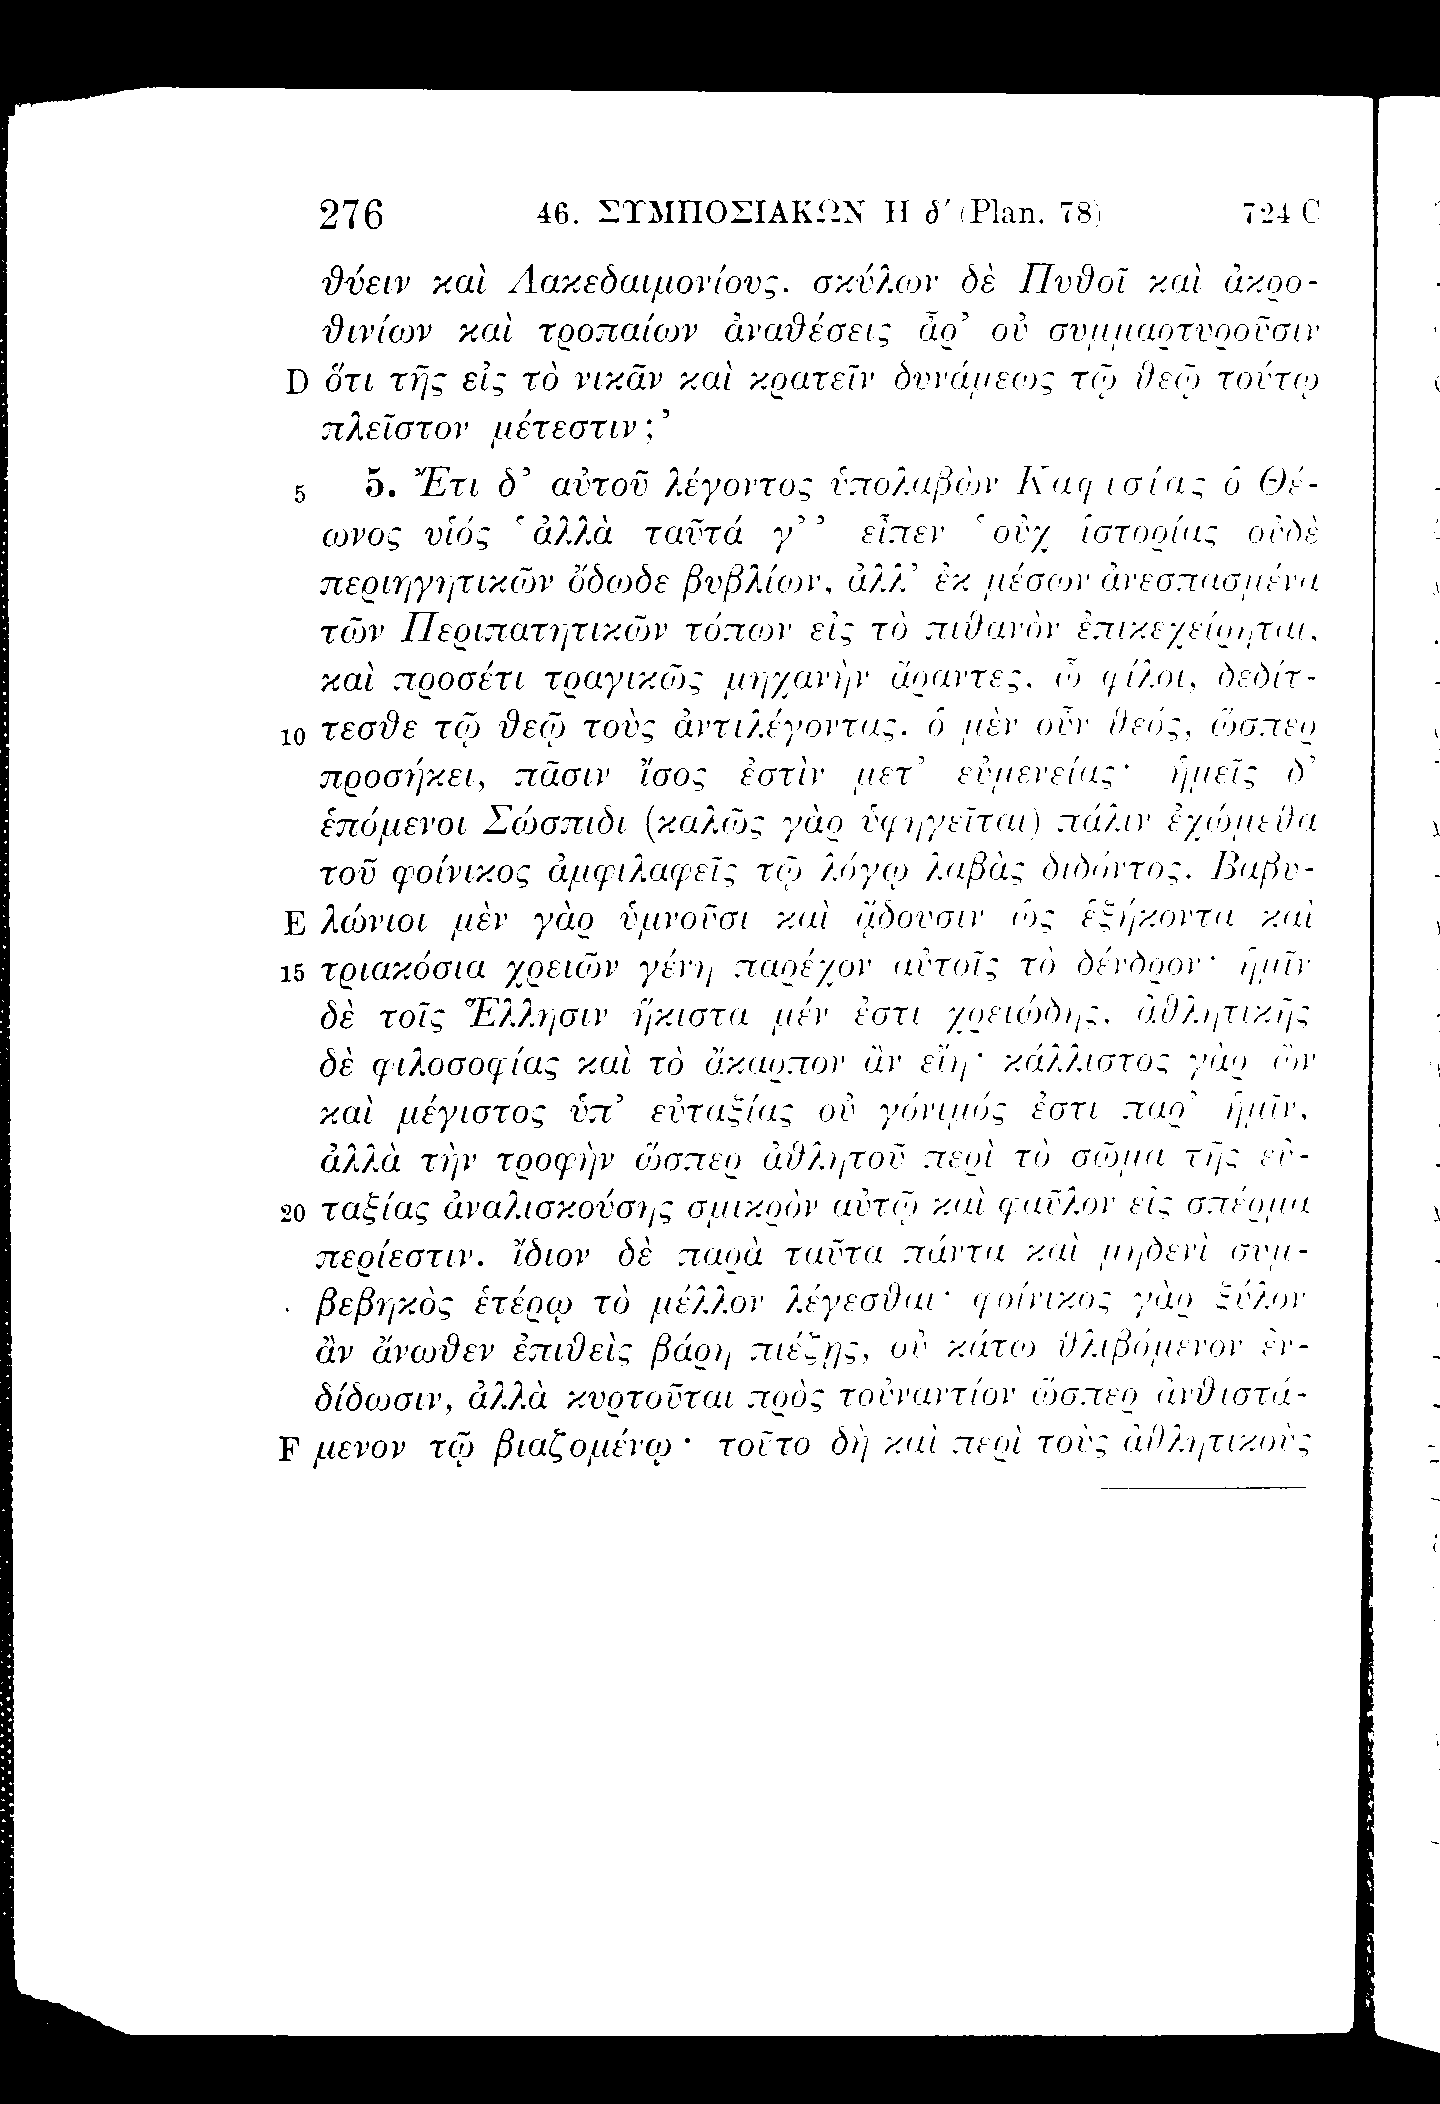 276 46. ΣΥΜΠΟΣΙΑΚΩΝ Η δ′ (Plan. 78) 724 C
θύειν καὶ Λακεδαιμονίους. σκύλων δὲ Πυθοῖ καὶ ἀκρο-
θινίων καὶ τροπαίων ἀναθέσεις ἆρ’ οὐ συμμαρτυροῦσιν
D ὅτι τῆς εἰς τὸ νικᾶν καὶ κρατεῖν δυνάμεως τῷ θεῷ τούτῳ
πλεῖστον μέτεστιν;’
5 5. Ἔτι δ’ αὐτοῦ λέγοντος ὑπολαβὼν Καφισίας ὁ Θέ-
ωνος υἱός ‘ἀλλὰ ταῦτά γ’’ εἶπεν ‘οὐχ ἱστορίας οὐδὲ
περιηγητικῶν ὄδωδε βυβλίων, ἀλλ’ ἐκ μέσων ἀνεσπασμένα
τῶν Περιπατητικῶν τόπων εἰς τὸ πιθανὸν ἐπικεχείρηται,
καὶ προσέτι τραγικῶς μηχανὴν ἄραντες, ὦ φίλοι, δεδίτ-
10 τεσθε τῷ θεῷ τοὺς ἀντιλέγοντας. ὁ μὲν οὖν θεός, ὥσπερ
προσήκει, πᾶσιν ἴσος ἐστὶν μετ’ εὐμενείας· ἡμεῖς δ’
ἑπόμενοι Σώσπιδι (καλῶς γὰρ ὑφηγεῖται) πάλιν ἐχώμεθα
τοῦ φοίνικος ἀμφιλαφεῖς τῷ λόγῳ λαβὰς διδόντος. Βαβυ-
E λώνιοι μὲν γὰρ ὑμνοῦσι καὶ ᾄδουσιν ὡς ἑξήκοντα καὶ
15 τριακόσια χρειῶν γένη παρέχον αὐτοῖς τὸ δένδρον· ἡμῖν
δὲ τοῖς Ἕλλησιν ἥκιστα μέν ἐστι χρειώδης, ἀθλητικῆς
δὲ φιλοσοφίας καὶ τὸ ἄκαρπον ἂν εἴη· κάλλιστος γὰρ ὢν
καὶ μέγιστος ὑπ’ εὐταξίας οὐ γόνιμός ἐστι παρ’ ἡμῖν,
ἀλλὰ τὴν τροφὴν ὥσπερ ἀθλητοῦ περὶ τὸ σῶμα τῆς εὐ-
20 ταξίας ἀναλισκούσης σμικρὸν αὐτῷ καὶ φαῦλον εἰς σπέρμα
περίεστιν. ἴδιον δὲ παρὰ ταῦτα πάντα καὶ μηδενὶ συμ-
βεβηκὸς ἑτέρῳ τὸ μέλλον λέγεσθαι· φοίνικος γὰρ ξύλον
ἂν ἄνωθεν ἐπιθεὶς βάρη πιέζῃς, οὐ κάτω θλιβόμενον ἐν-
δίδωσιν, ἀλλὰ κυρτοῦται πρὸς τοὐναντίον ὥσπερ ἀνθιστά-
F μενον τῷ βιαζομένῳ· τοῦτο δὴ καὶ περὶ τοὺς ἀθλητικοὺς